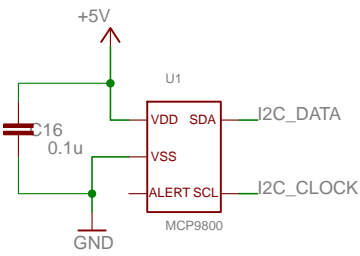 +5V
U1
VDD SDA I2C_DATA
C16
0.1u
VSS
ALERT SCL I2C_CLOCK
MCP9800
GND